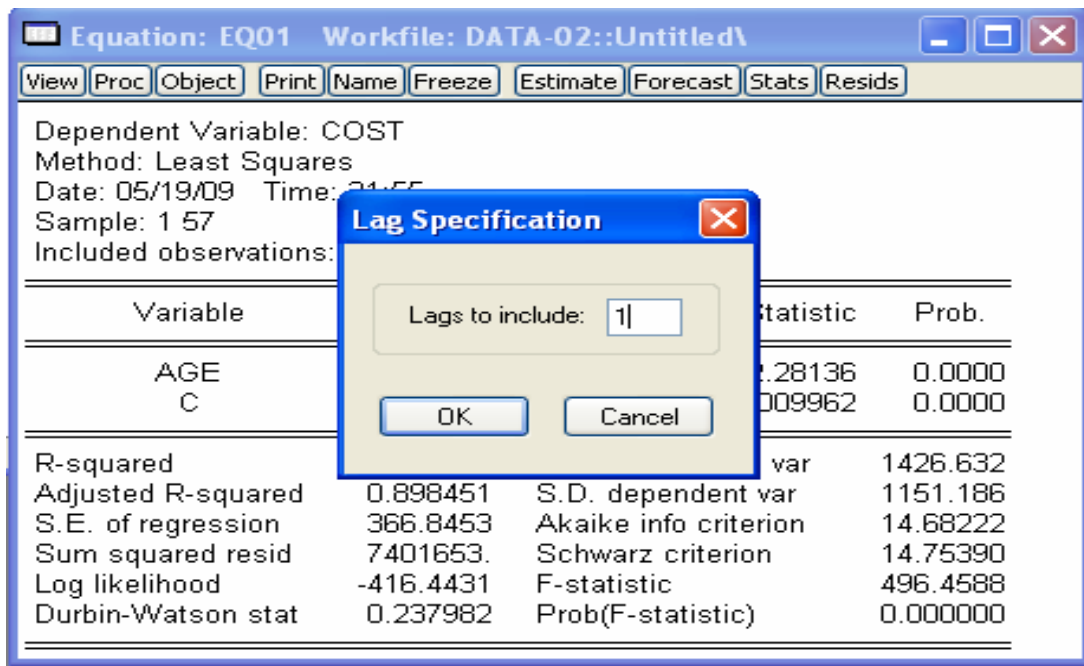 Equation: EQ01 Workfile: DATA-02::Untitled\
View Proc Object Print Name Freeze Estimate Forecast Stats Resids
Dependent Variable: COST
Method: Least Squares
Date: 05/19/09 Time:
Sample: 1 57
Included observations:
Lag Specification
Lags to include: 1
OK Cancel
Variable Prob.
AGE .28136 0.0000
C 009962 0.0000
R-squared var 1426.632
Adjusted R-squared 0.898451 S.D. dependent var 1151.186
S.E. of regression 366.8453 Akaike info criterion 14.68222
Sum squared resid 7401653. Schwarz criterion 14.75390
Log likelihood -416.4431 F-statistic 496.4588
Durbin-Watson stat 0.237982 Prob(F-statistic) 0.000000